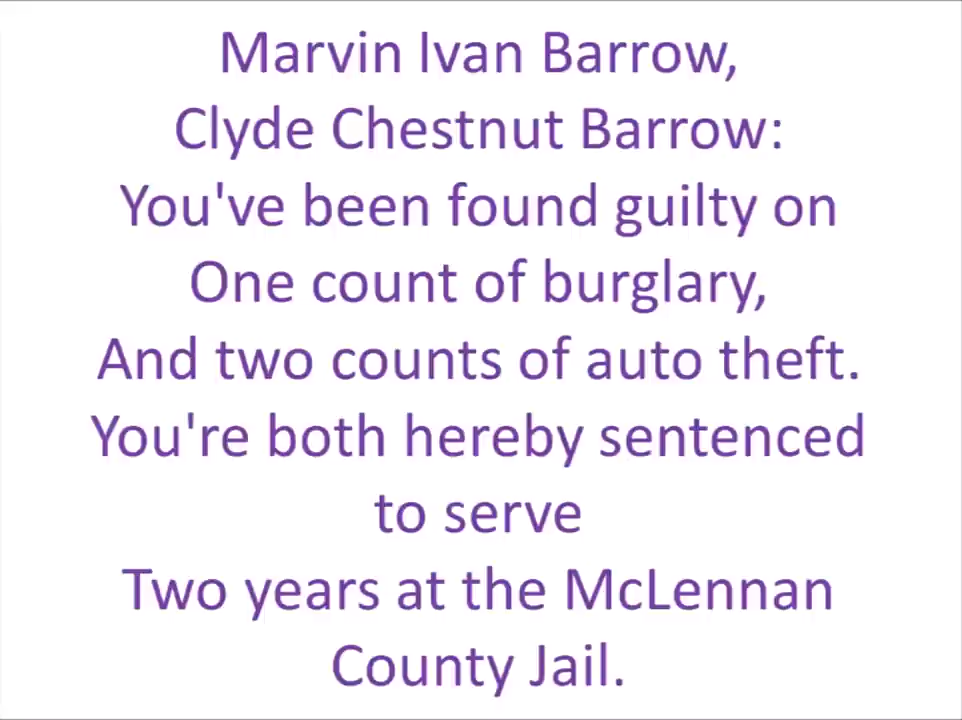 Marvin Ivan Barrow,
Clyde Chestnut Barrow:
You've been found guilty on
One count of burglary,
And two counts of auto theft.
You're both hereby sentenced
to serve
Two years at the McLennan
County Jail.